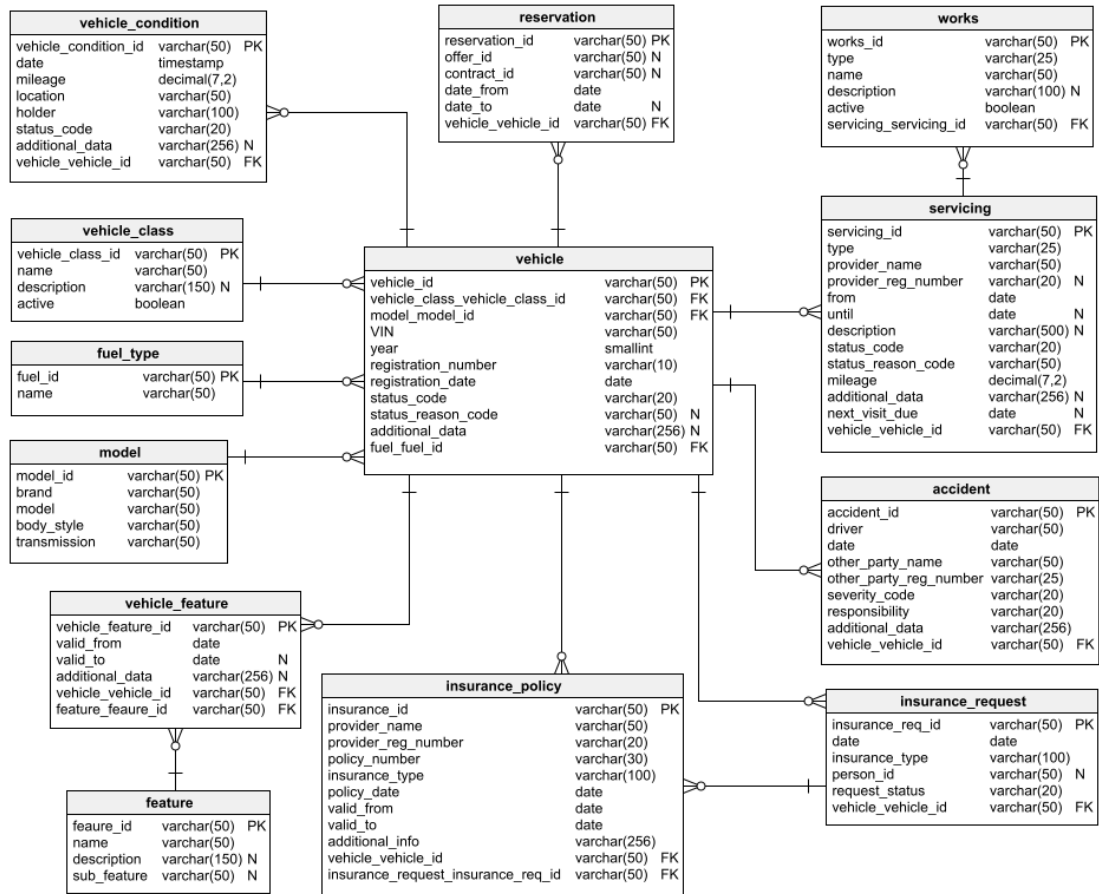 vehicle_condition
vehicle_condition_id varchar(50) PK
date timestamp
mileage decimal(7,2)
location varchar(50)
holder varchar(100)
status_code varchar(20)
additional_data varchar(256) N
vehicle_vehicle_id varchar(50) FK
reservation
reservation_id varchar(50) PK
offer_id varchar(50) N
contract_id varchar(50) N
date_from date
date_to date N
vehicle_vehicle_id varchar(50) FK
works
works_id varchar(50) PK
type varchar(25)
name varchar(50)
description varchar(100) N
active boolean
servicing_servicing_id varchar(50) FK
vehicle_class
vehicle_class_id varchar(50) PK
name varchar(50)
description varchar(150) N
active boolean
fuel_type
fuel_id varchar(50) PK
name varchar(50)
model
model_id varchar(50) PK
brand varchar(50)
model varchar(50)
body_style varchar(50)
transmission varchar(50)
vehicle
vehicle_id varchar(50) PK
vehicle_class_vehicle_class_id varchar(50) FK
model_model_id varchar(50) FK
VIN varchar(50)
year smallint
registration_number varchar(10)
registration_date date
status_code varchar(20)
status_reason_code varchar(50) N
additional_data varchar(256) N
fuel_fuel_id varchar(50) FK
servicing
servicing_id varchar(50) PK
type varchar(25)
provider_name varchar(50)
provider_reg_number varchar(20) N
from date
until date N
description varchar(500) N
status_code varchar(20)
status_reason_code varchar(50)
mileage decimal(7,2)
additional_data varchar(256) N
next_visit_due date N
vehicle_vehicle_id varchar(50) FK
accident
accident_id varchar(50) PK
driver varchar(50)
date date
other_party_name varchar(50)
other_party_reg_number varchar(25)
severity_code varchar(20)
responsibility varchar(20)
additional_data varchar(256)
vehicle_vehicle_id varchar(50) FK
vehicle_feature
vehicle_feature_id varchar(50) PK
valid_from date
valid_to date N
additional_data varchar(256) N
vehicle_vehicle_id varchar(50) FK
feature_feaure_id varchar(50) FK
feature
feaure_id varchar(50) PK
name varchar(50)
description varchar(150) N
sub_feature varchar(50) N
insurance_policy
insurance_id varchar(50) PK
provider_name varchar(50)
provider_reg_number varchar(20)
policy_number varchar(30)
insurance_type varchar(100)
policy_date date
valid_from date
valid_to date
additional_info varchar(256)
vehicle_vehicle_id varchar(50) FK
insurance_request_insurance_req_id varchar(50) FK
insurance_request
insurance_req_id varchar(50) PK
date date
insurance_type varchar(100)
person_id varchar(50) N
request_status varchar(20)
vehicle_vehicle_id varchar(50) FK